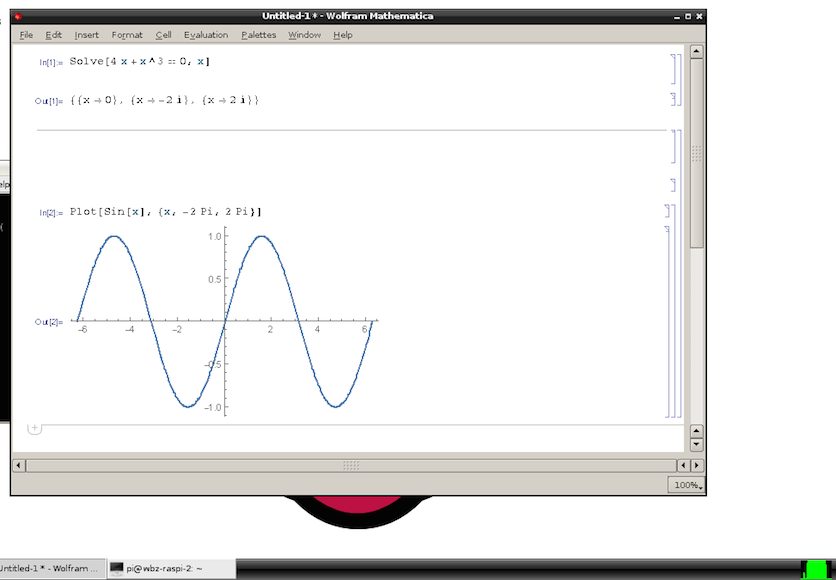 Untitled-1 * - Wolfram Mathematica
File Edit Insert Format Cell Evaluation Palettes Window Help
In[1]:= Solve[4 x + x^3 == 0, x]
Out[1]= {{x → 0}, {x → -2 i}, {x → 2 i}}
elp
In[2]:= Plot[Sin[x], {x, -2 Pi, 2 Pi}]
(
1.0
0.5
Out[2]=
-6 -4 -2 2 4 6
-0.5
-1.0
+
100%
Untitled-1 * - Wolfram ... pi@wbz-raspi-2: ~